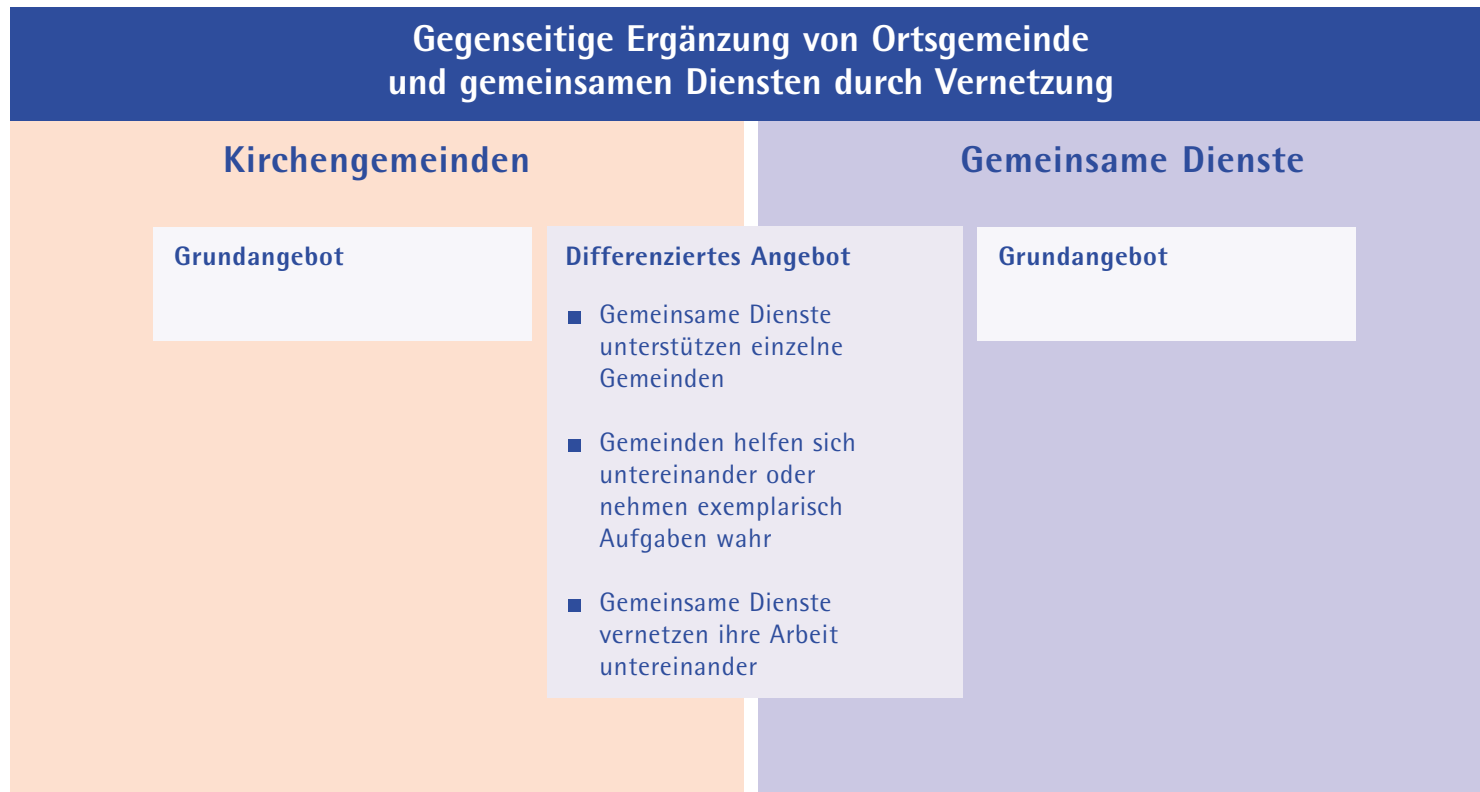 Gegenseitige Ergänzung von Ortsgemeinde
und gemeinsamen Diensten durch Vernetzung
Kirchengemeinden
Gemeinsame Dienste
Grundangebot
Differenziertes Angebot
Gemeinsame Dienste
unterstützen einzelne
Gemeinden
Gemeinden helfen sich
untereinander oder
nehmen exemplarisch
Aufgaben wahr
Gemeinsame Dienste
vernetzen ihre Arbeit
untereinander
Grundangebot